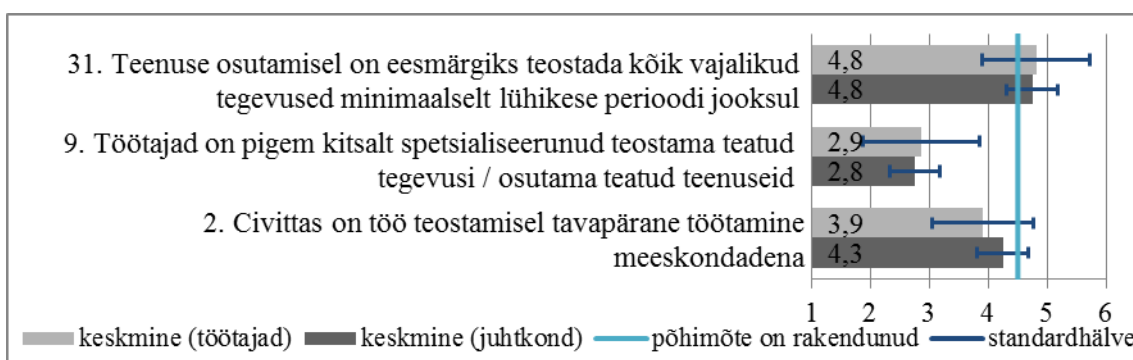 31. Teenuse osutamisel on eesmärgiks teostada kõik vajalikud
tegevused minimaalselt lühikese perioodi jooksul
4,8
4,8
9. Töötajad on pigem kitsalt spetsialiseerunud teostama teatud
tegevusi / osutama teatud teenuseid
2,9
2,8
2. Civittas on töö teostamisel tavapärane töötamine
meeskondadena
3,9
4,3
1 2 3 4 5 6
keskmine (töötajad) keskmine (juhtkond) põhimõte on rakendunud standardhälve